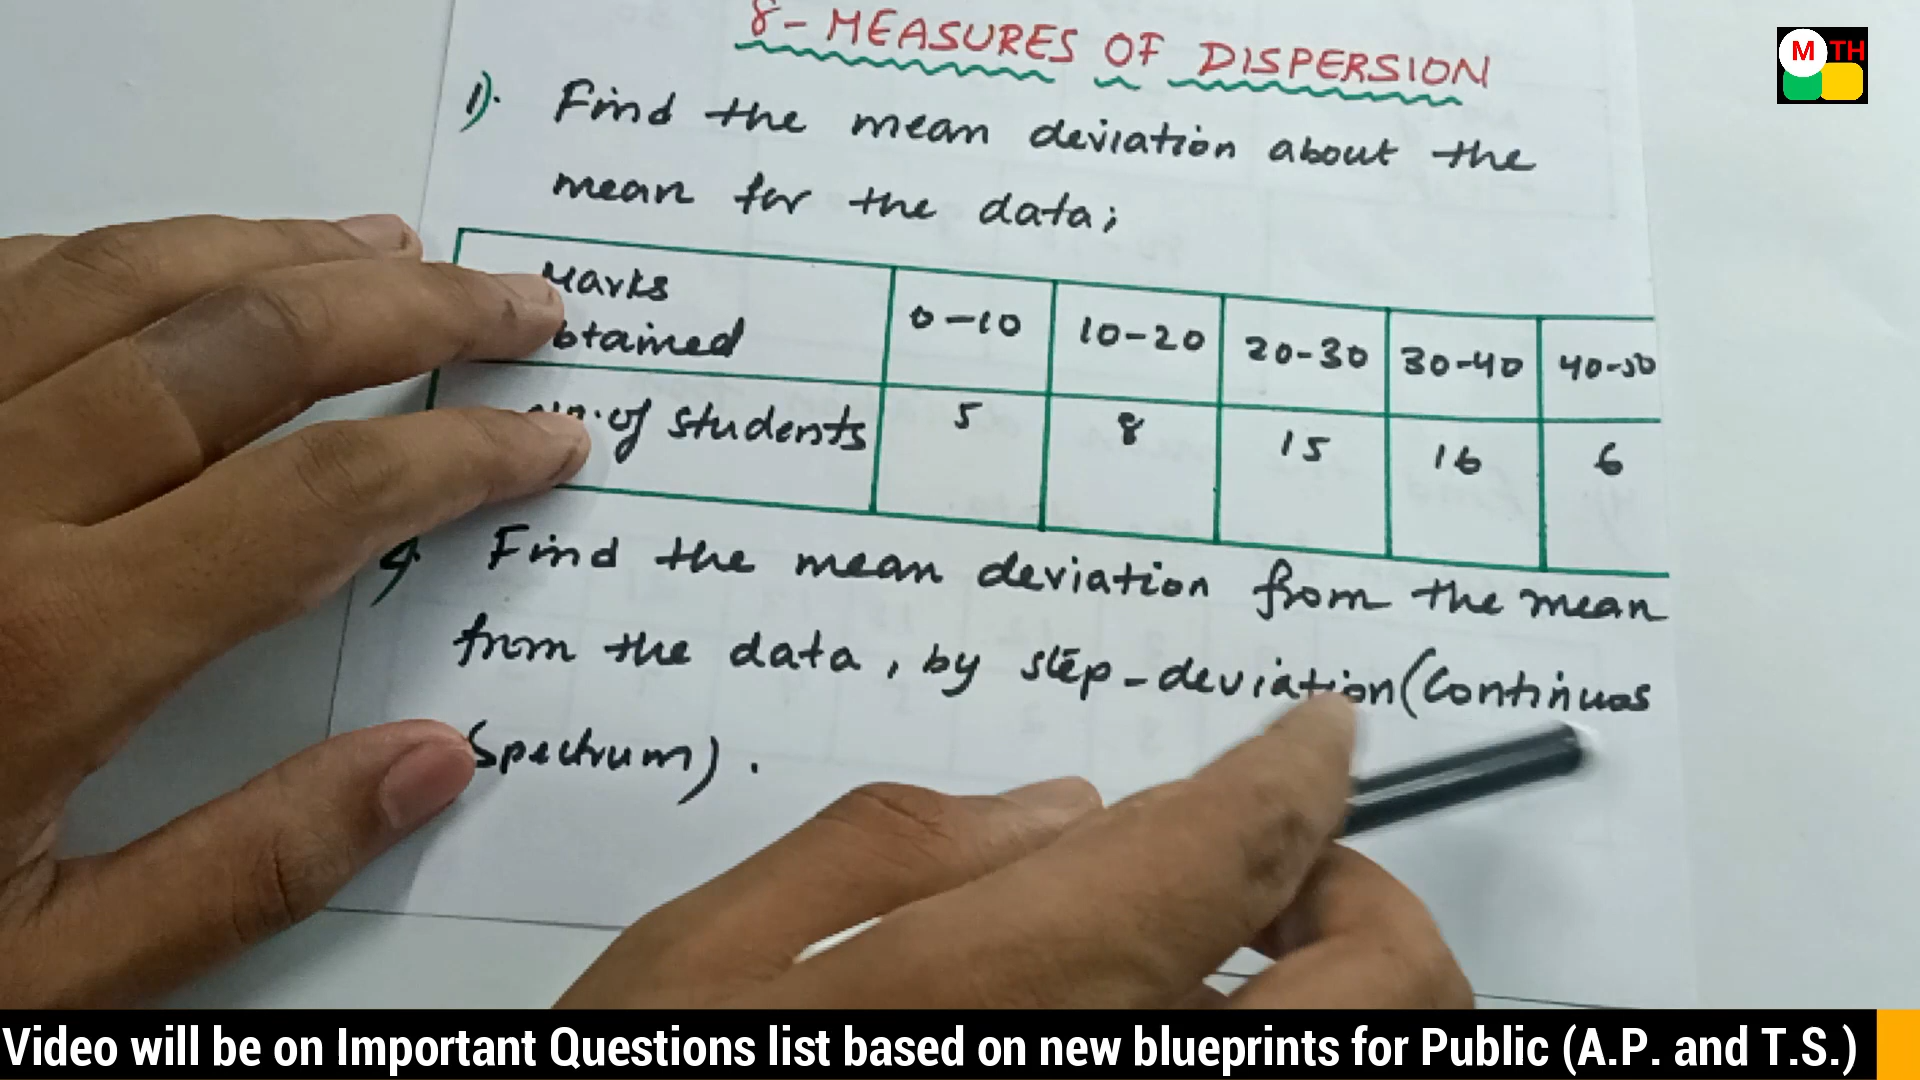 8- MEASURES OF DISPERSION
M TH
1). Find the mean deviation about the
mean for the data;
Marks 0-10 10-20 20-30 30-40 40-50
btained
of students 5 8 15 16 6
Find the mean deviation from the mean
from the data, by step-deviation (Continuos
Spectrum).
Video will be on Important Questions list based on new blueprints for Public (A.P. and T.S.)